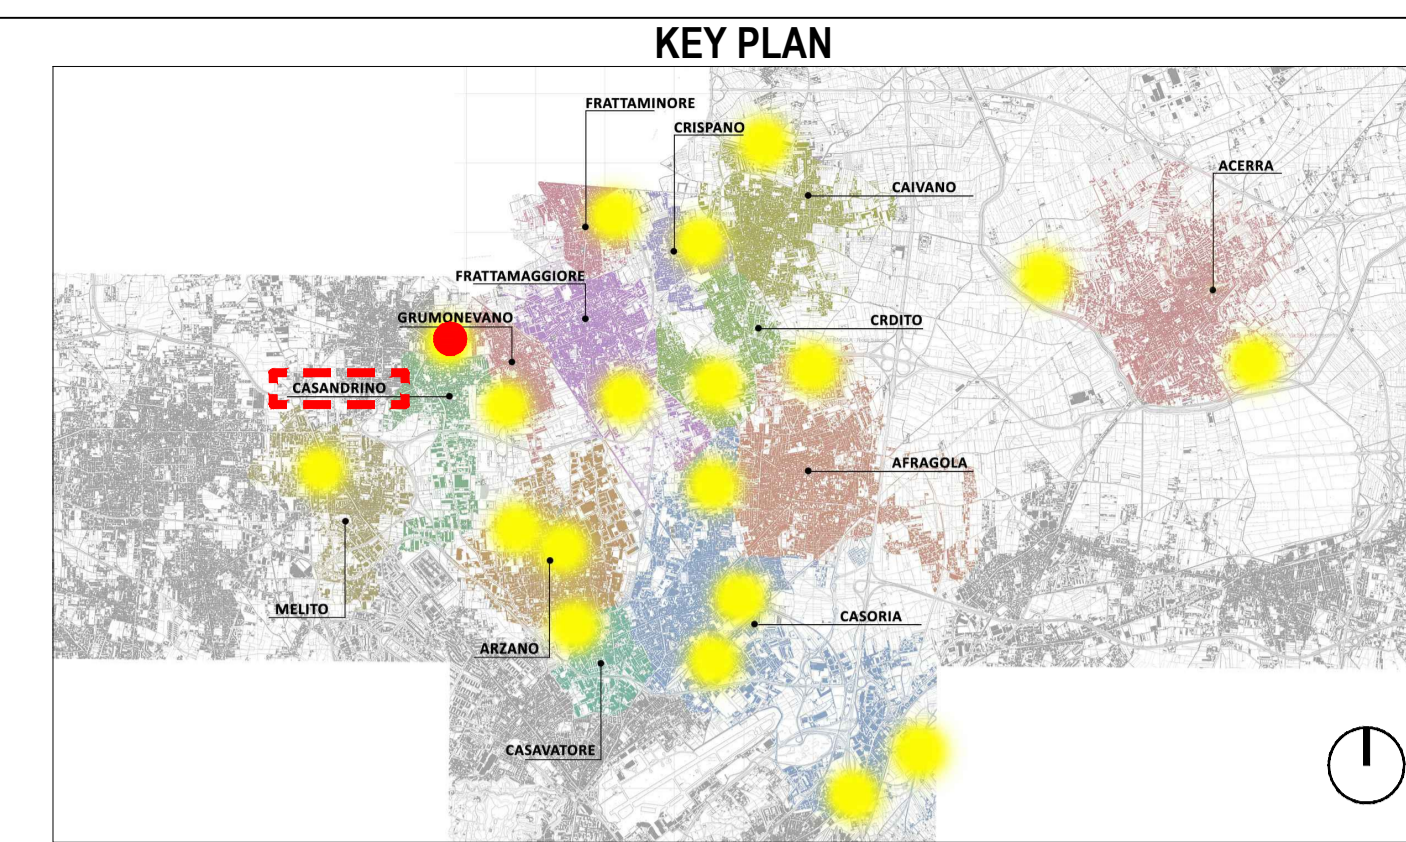 KEY PLAN
FRATTAMINORE
CRISPANO
ACERRA
CAIVANO
FRATTAMAGGIORE
GRUMONEVANO
CRDITO
CASANDRINO
AFRAGOLA
MELITO
CASORIA
ARZANO
CASAVATORE